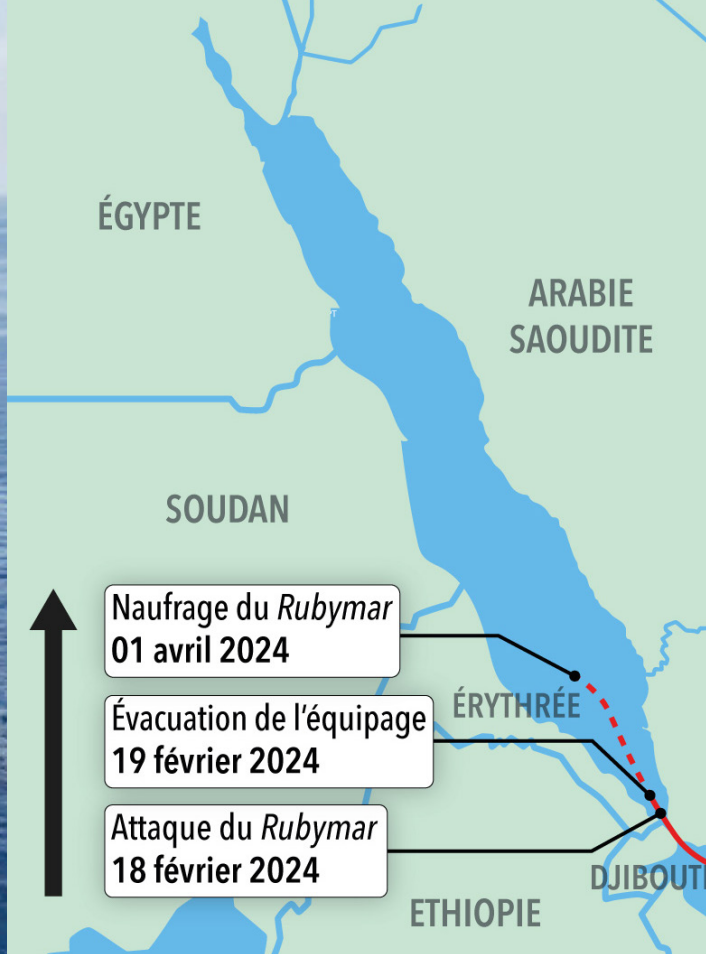 ÉGYPTE
ARABIE
SAOUDITE
SOUDAN
Naufrage du Rubymar
01 avril 2024
ÉRYTHRÉE
Évacuation de l’équipage
19 février 2024
Attaque du Rubymar
18 février 2024
DJIBOUTI
ETHIOPIE